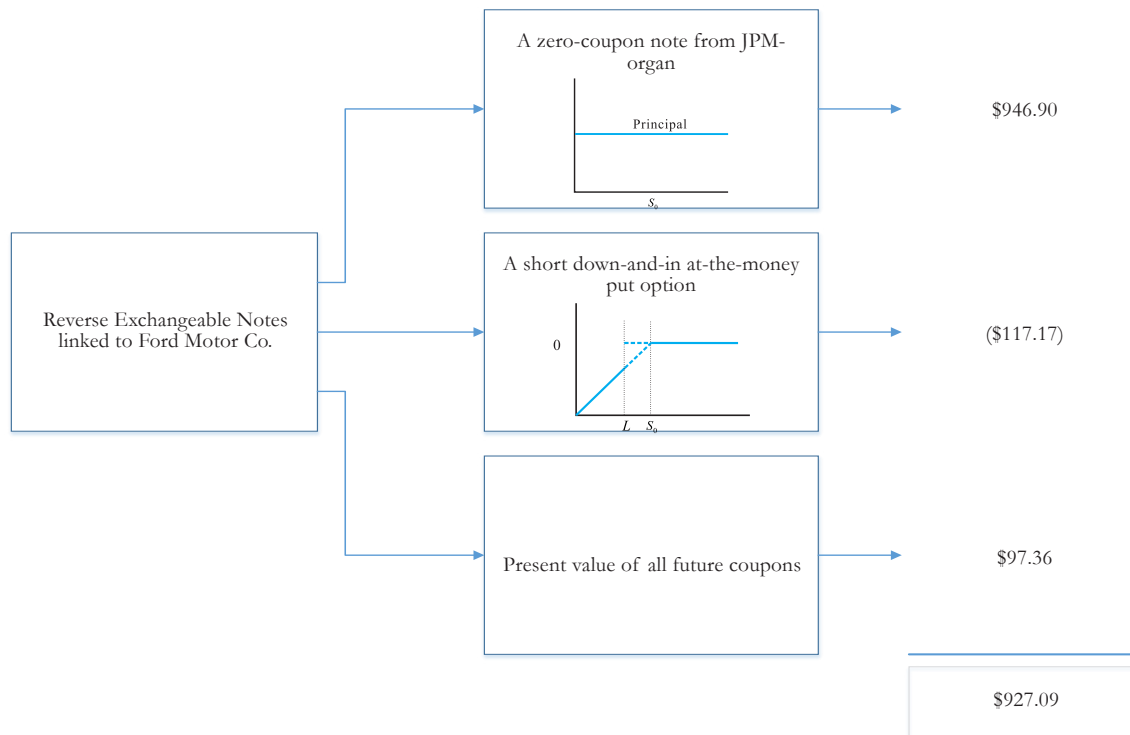 A zero-coupon note from JPM-
organ
Principal
S₀
$946.90
Reverse Exchangeable Notes
linked to Ford Motor Co.
A short down-and-in at-the-money
put option
0
L S₀
($117.17)
Present value of all future coupons
$97.36
$927.09